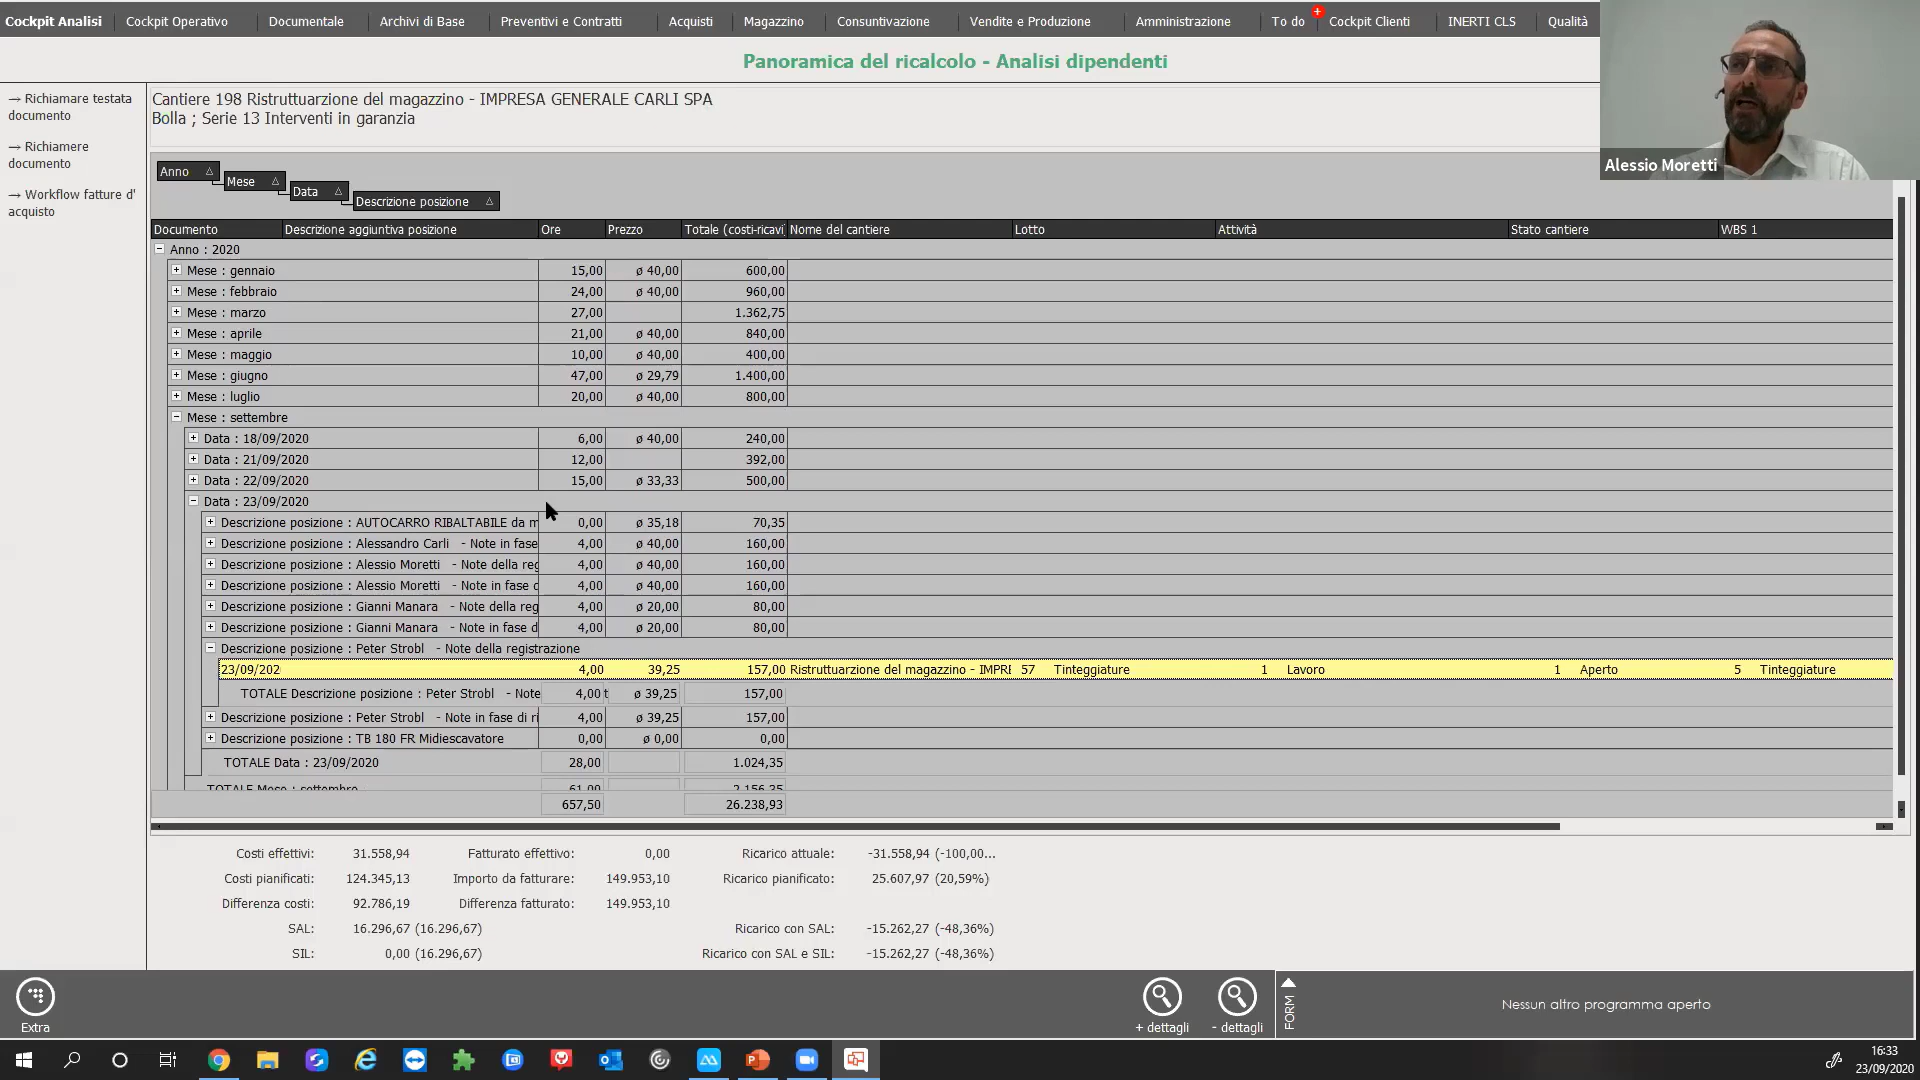 Cockpit Analisi Cockpit Operativo Documentale Archivi di Base Preventivi e Contratti Acquisti Magazzino Consuntivazione Vendite e Produzione Amministrazione To do Cockpit Clienti INERTI CLS Qualità
Panoramica del ricalcolo - Analisi dipendenti
→ Richiamare testata
documento
→ Richiamere
documento
→ Workflow fatture d'
acquisto
Cantiere 198 Ristruttuarzione del magazzino - IMPRESA GENERALE CARLI SPA
Bolla ; Serie 13 Interventi in garanzia
Alessio Moretti
Anno
Mese
Data
Descrizione posizione
Documento Descrizione aggiuntiva posizione Ore Prezzo Totale (costi-ricavi Nome del cantiere Lotto Attività Stato cantiere WBS 1
Anno : 2020
Mese : gennaio 15,00 ø 40,00 600,00
Mese : febbraio 24,00 ø 40,00 960,00
Mese : marzo 27,00 1.362,75
Mese : aprile 21,00 ø 40,00 840,00
Mese : maggio 10,00 ø 40,00 400,00
Mese : giugno 47,00 ø 29,79 1.400,00
Mese : luglio 20,00 ø 40,00 800,00
Mese : settembre
Data : 18/09/2020 6,00 ø 40,00 240,00
Data : 21/09/2020 12,00 392,00
Data : 22/09/2020 15,00 ø 33,33 500,00
Data : 23/09/2020
Descrizione posizione : AUTOCARRO RIBALTABILE da m 0,00 ø 35,18 70,35
Descrizione posizione : Alessandro Carli - Note in fase 4,00 ø 40,00 160,00
Descrizione posizione : Alessio Moretti - Note della reg 4,00 ø 40,00 160,00
Descrizione posizione : Alessio Moretti - Note in fase d 4,00 ø 40,00 160,00
Descrizione posizione : Gianni Manara - Note della reg 4,00 ø 20,00 80,00
Descrizione posizione : Gianni Manara - Note in fase d 4,00 ø 20,00 80,00
Descrizione posizione : Peter Strobl - Note della registrazione
23/09/202 4,00 39,25 157,00 Ristruttuarzione del magazzino - IMPRE 57 Tinteggiature 1 Lavoro 1 Aperto 5 Tinteggiature
TOTALE Descrizione posizione : Peter Strobl - Note 4,00 t ø 39,25 157,00
Descrizione posizione : Peter Strobl - Note in fase di ri 4,00 ø 39,25 157,00
Descrizione posizione : TB 180 FR Midiescavatore 0,00 ø 0,00 0,00
TOTALE Data : 23/09/2020 28,00 1.024,35
TOTALE Mese : settembre 61,00 2.156,35
657,50 26.238,93
Costi effettivi: 31.558,94 Fatturato effettivo: 0,00 Ricarico attuale: -31.558,94 (-100,00...
Costi pianificati: 124.345,13 Importo da fatturare: 149.953,10 Ricarico pianificato: 25.607,97 (20,59%)
Differenza costi: 92.786,19 Differenza fatturato: 149.953,10
SAL: 16.296,67 (16.296,67) Ricarico con SAL: -15.262,27 (-48,36%)
SIL: 0,00 (16.296,67) Ricarico con SAL e SIL: -15.262,27 (-48,36%)
Extra
+ dettagli
- dettagli
FORM
Nessun altro programma aperto
16:33
23/09/2020